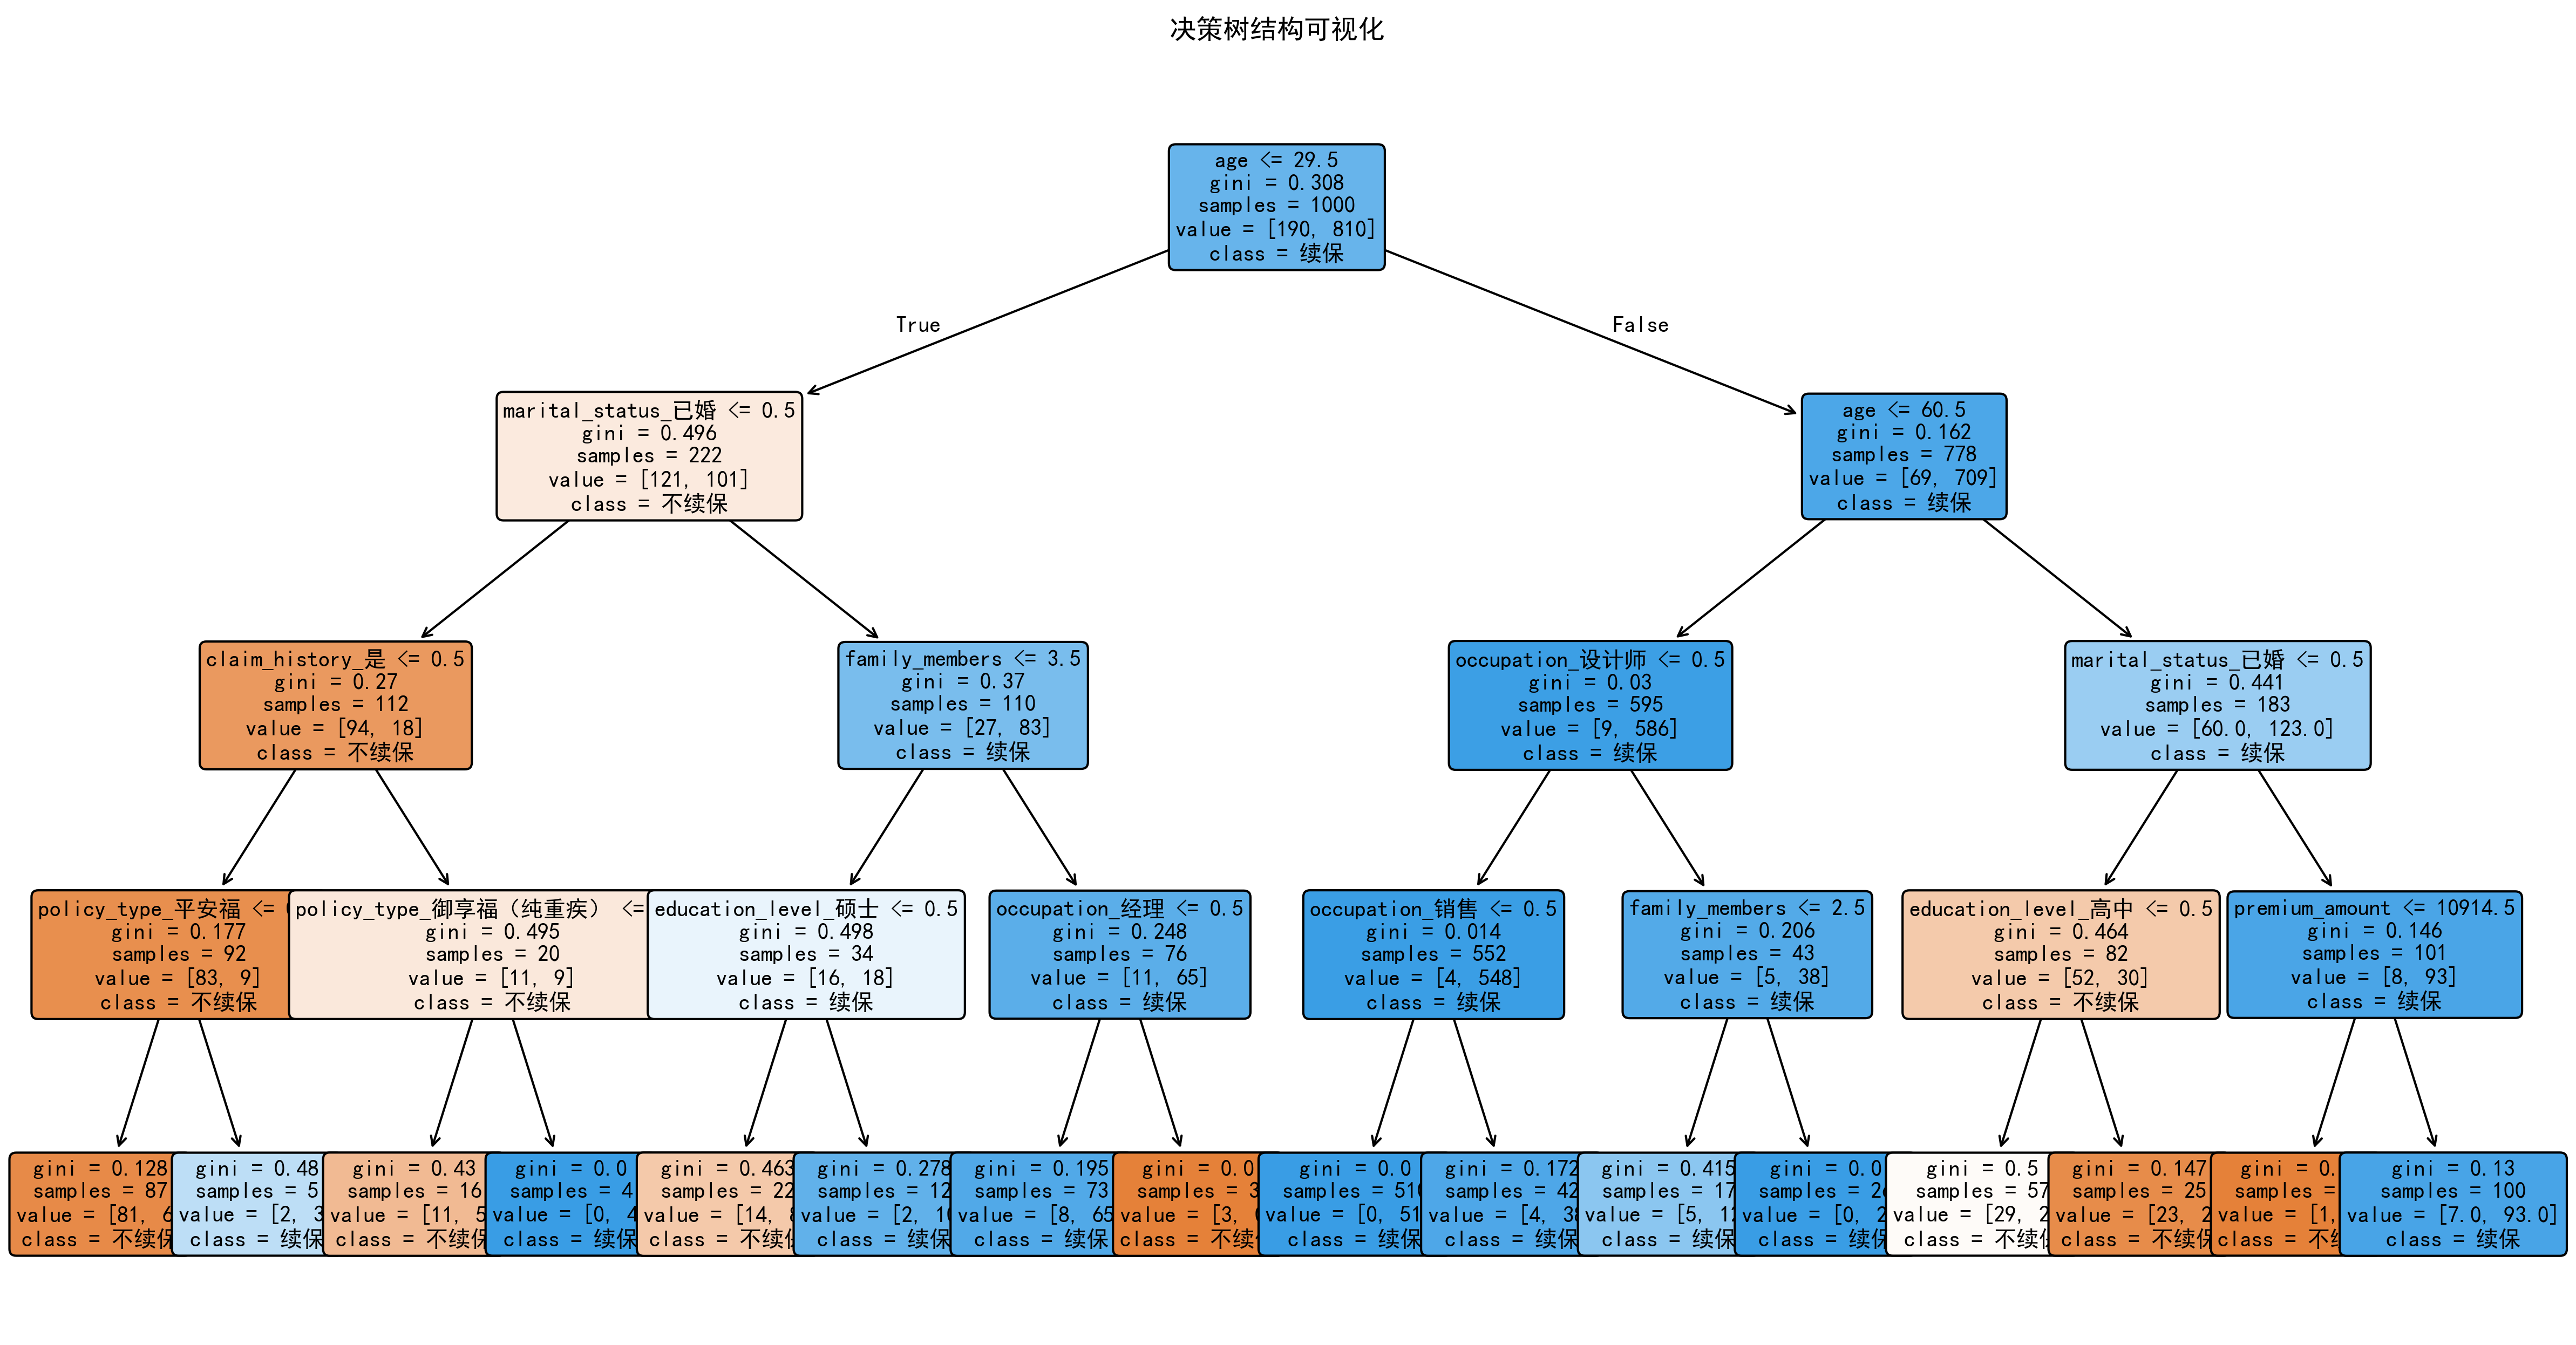 决策树结构可视化
age <= 29.5
gini = 0.308
samples = 1000
value = [190, 810]
class = 续保
True
False
marital_status_已婚 <= 0.5
gini = 0.496
samples = 222
value = [121, 101]
class = 不续保
age <= 60.5
gini = 0.162
samples = 778
value = [69, 709]
class = 续保
claim_history_是 <= 0.5
gini = 0.27
samples = 112
value = [94, 18]
class = 不续保
family_members <= 3.5
gini = 0.37
samples = 110
value = [27, 83]
class = 续保
occupation_设计师 <= 0.5
gini = 0.03
samples = 595
value = [9, 586]
class = 续保
marital_status_已婚 <= 0.5
gini = 0.441
samples = 183
value = [60.0, 123.0]
class = 续保
policy_type_平安福 <=
gini = 0.177
samples = 92
value = [83, 9]
class = 不续保
policy_type_御享福（纯重疾） <=
gini = 0.495
samples = 20
value = [11, 9]
class = 不续保
education_level_硕士 <= 0.5
gini = 0.498
samples = 34
value = [16, 18]
class = 续保
occupation_经理 <= 0.5
gini = 0.248
samples = 76
value = [11, 65]
class = 续保
occupation_销售 <= 0.5
gini = 0.014
samples = 552
value = [4, 548]
class = 续保
family_members <= 2.5
gini = 0.206
samples = 43
value = [5, 38]
class = 续保
education_level_高中 <= 0.5
gini = 0.464
samples = 82
value = [52, 30]
class = 不续保
premium_amount <= 10914.5
gini = 0.146
samples = 101
value = [8, 93]
class = 续保
gini = 0.128
samples = 87
value = [81,
class = 不续保
gini = 0.48
samples = 5
value = [2, 3
class = 续保
gini = 0.43
samples = 16
value = [11, 5
class = 不续保
gini = 0.0
samples = 4
value = [0, 4
class = 续保
gini = 0.463
samples = 22
value = [14,
class = 不续保
gini = 0.278
samples = 12
value = [2,
class = 续保
gini = 0.195
samples = 73
value = [8, 65
class = 续保
gini = 0.0
samples = 3
value = [3,
class = 不续
gini = 0.0
samples = 51
value = [0, 51
class = 续保
gini = 0.172
samples = 42
value = [4, 3
class = 续保
gini = 0.415
samples = 17
value = [5, 1
class = 续保
gini = 0.0
samples = 2
value = [0, 2
class = 续保
gini = 0.5
samples = 57
value = [29, 2
class = 不续保
gini = 0.147
samples = 25
value = [23, 2
class = 不续保
gini = 0.
samples =
value = [1,
class = 不
gini = 0.13
samples = 100
value = [7.0, 93.0]
class = 续保